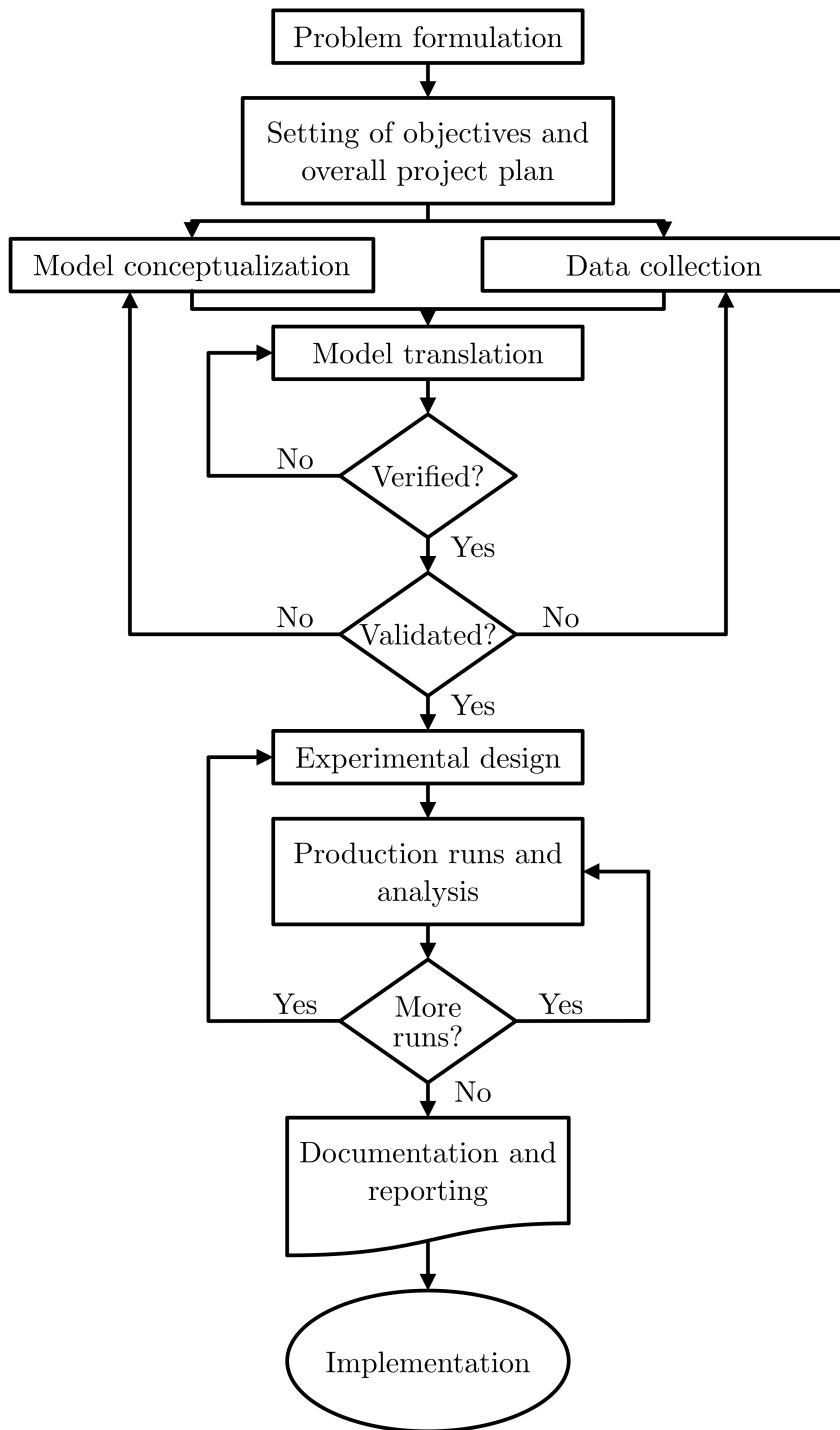 Problem formulation
Setting of objectives and
overall project plan
Model conceptualization
Data collection
Model translation
No
Verified?
Yes
No
Validated?
No
Yes
Experimental design
Production runs and
analysis
Yes
More
runs?
Yes
No
Documentation and
reporting
Implementation